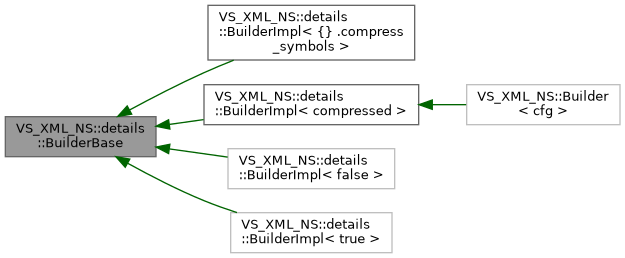 VS_XML_NS::details
::BuilderImpl< {} .compress
_symbols >
VS_XML_NS::details
::BuilderImpl< compressed >
VS_XML_NS::Builder
< cfg >
VS_XML_NS::details
::BuilderBase
VS_XML_NS::details
::BuilderImpl< false >
VS_XML_NS::details
::BuilderImpl< true >